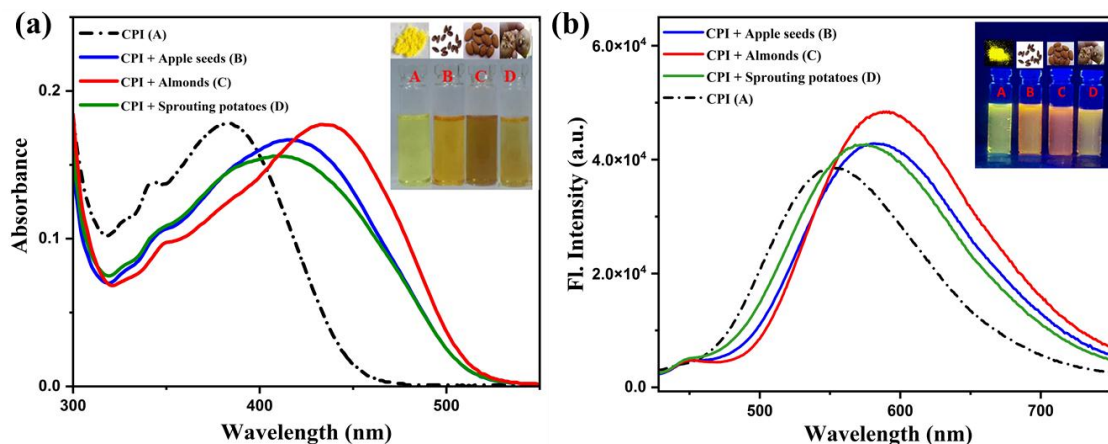 (a)
CPI (A)
CPI + Apple seeds (B)
CPI + Almonds (C)
CPI + Sprouting potatoes (D)
A B C D
0.2
0.1
0.0
Absorbance
300 400 500
Wavelength (nm)
(b)
CPI + Apple seeds (B)
CPI + Almonds (C)
CPI + Sprouting potatoes (D)
CPI (A)
A B C D
6.0×10⁴
4.0×10⁴
2.0×10⁴
0.0
Fl. Intensity (a.u.)
500 600 700
Wavelength (nm)